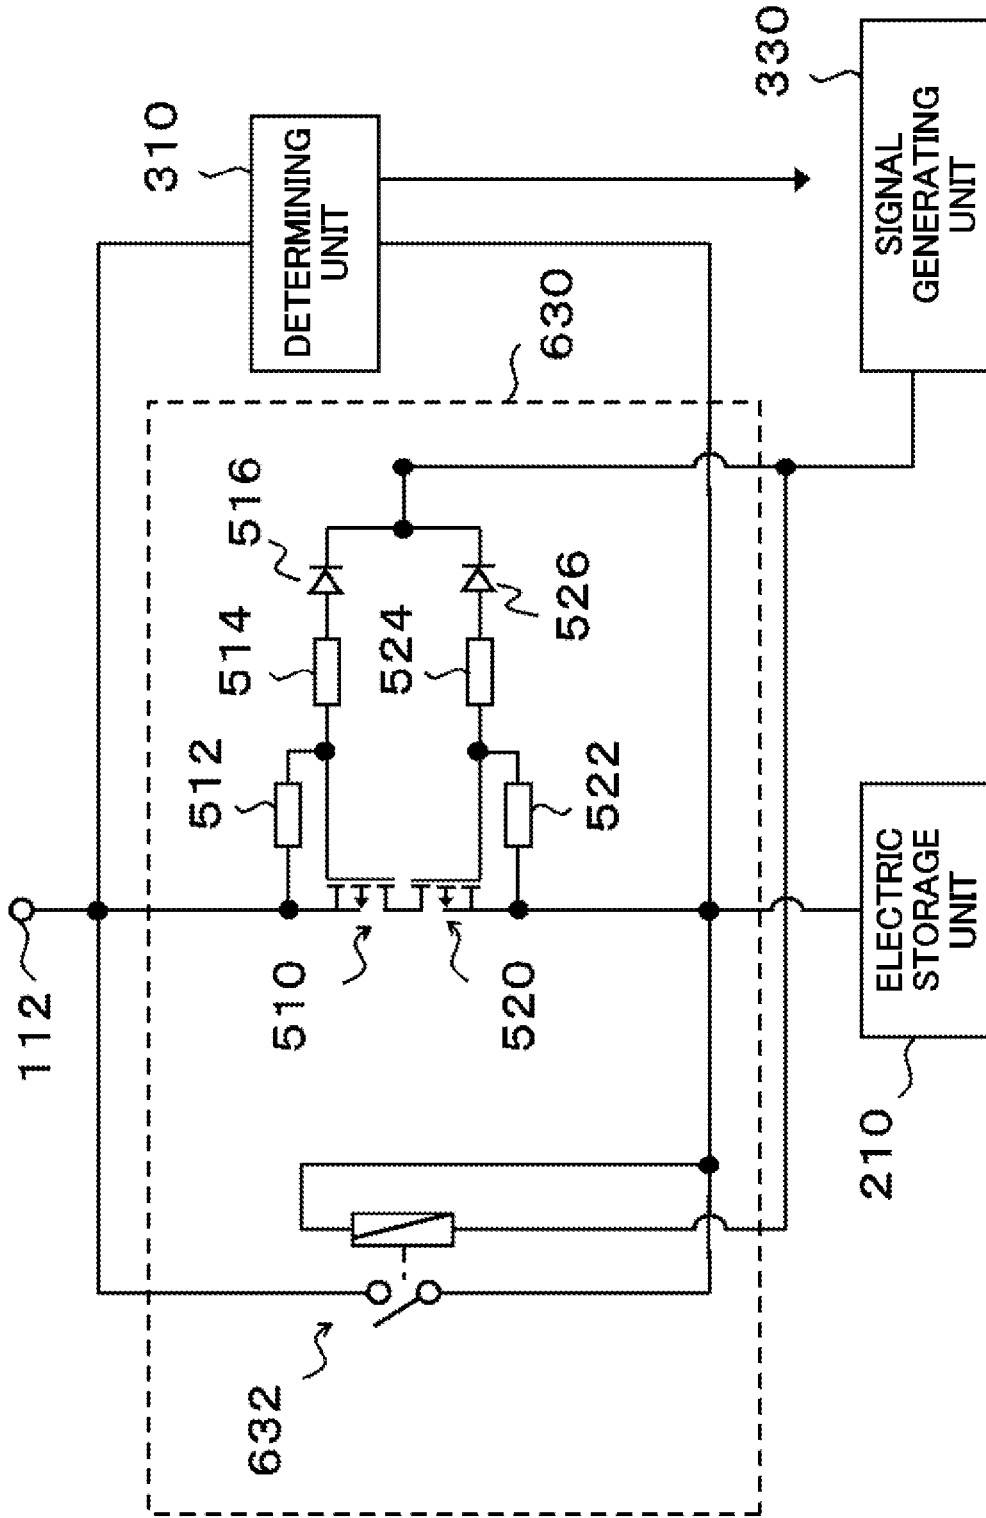 632
112
210
ELECTRIC
STORAGE
UNIT
510
520
512
522
514
524
516
526
630
310
DETERMINING
UNIT
330
SIGNAL
GENERATING
UNIT